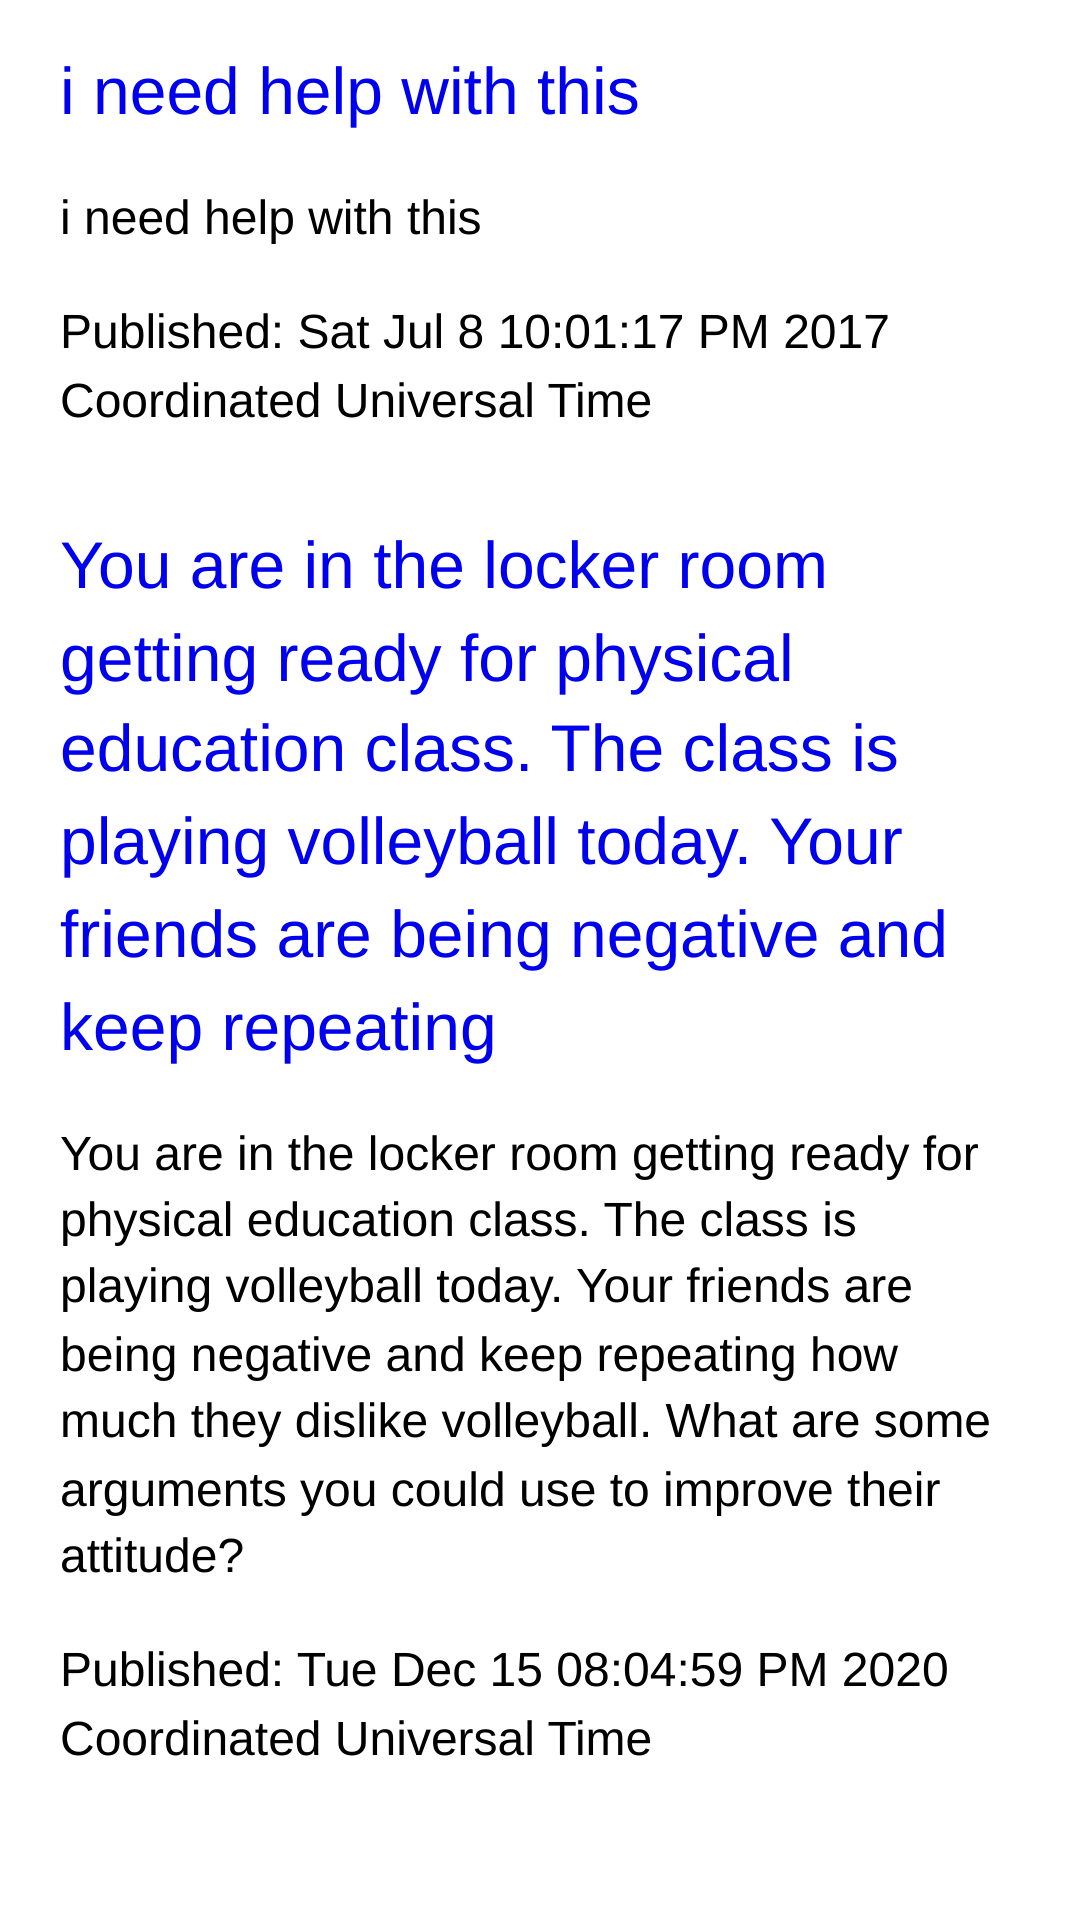 i need help with this
i need help with this
Published: Sat Jul 8 10:01:17 PM 2017
Coordinated Universal Time
You are in the locker room
getting ready for physical
education class. The class is
playing volleyball today. Your
friends are being negative and
keep repeating
You are in the locker room getting ready for
physical education class. The class is
playing volleyball today. Your friends are
being negative and keep repeating how
much they dislike volleyball. What are some
arguments you could use to improve their
attitude?
Published: Tue Dec 15 08:04:59 PM 2020
Coordinated Universal Time